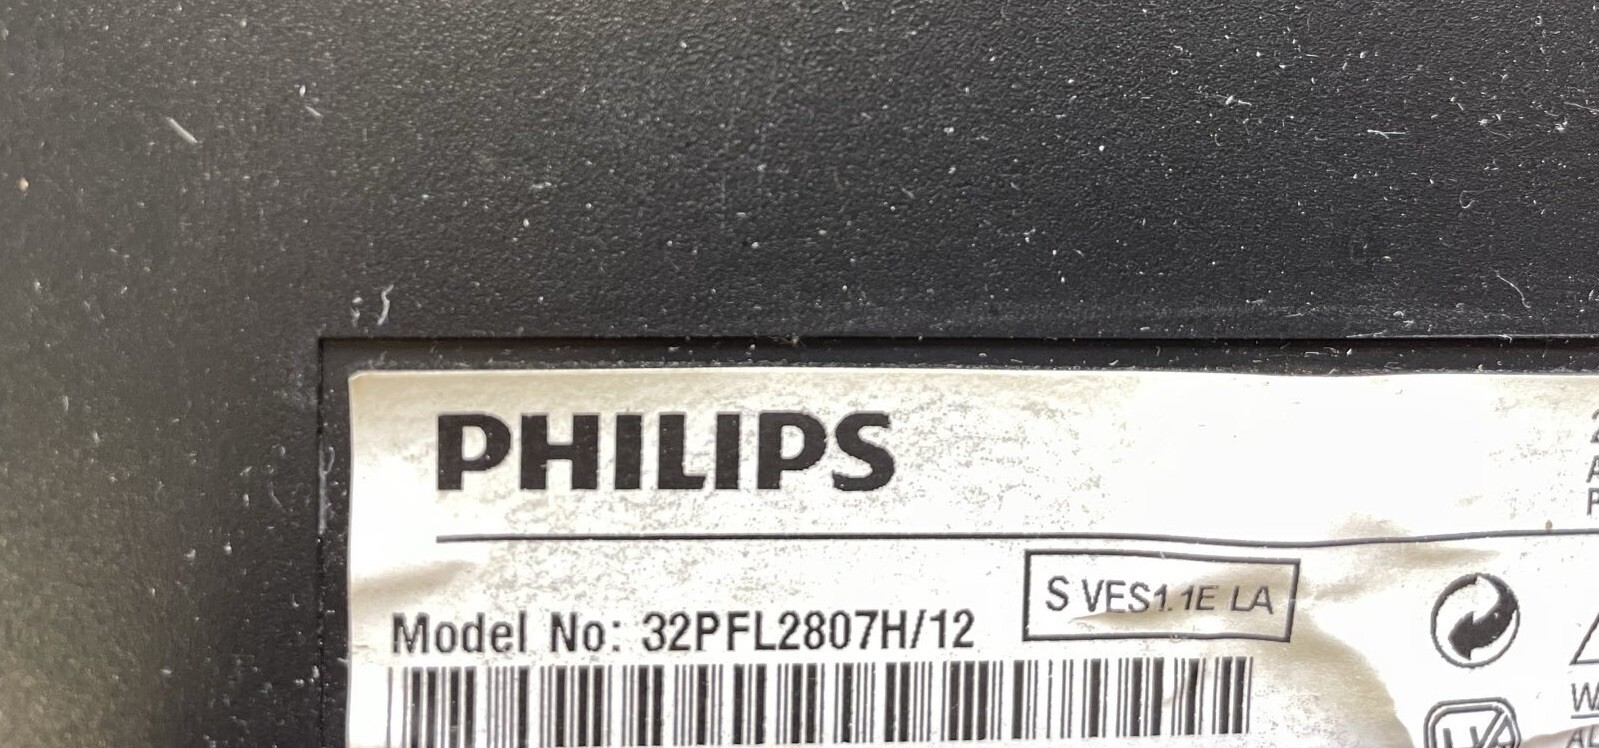 PHILIPS
S VES1.1E LA
Model No: 32PFL2807H/12